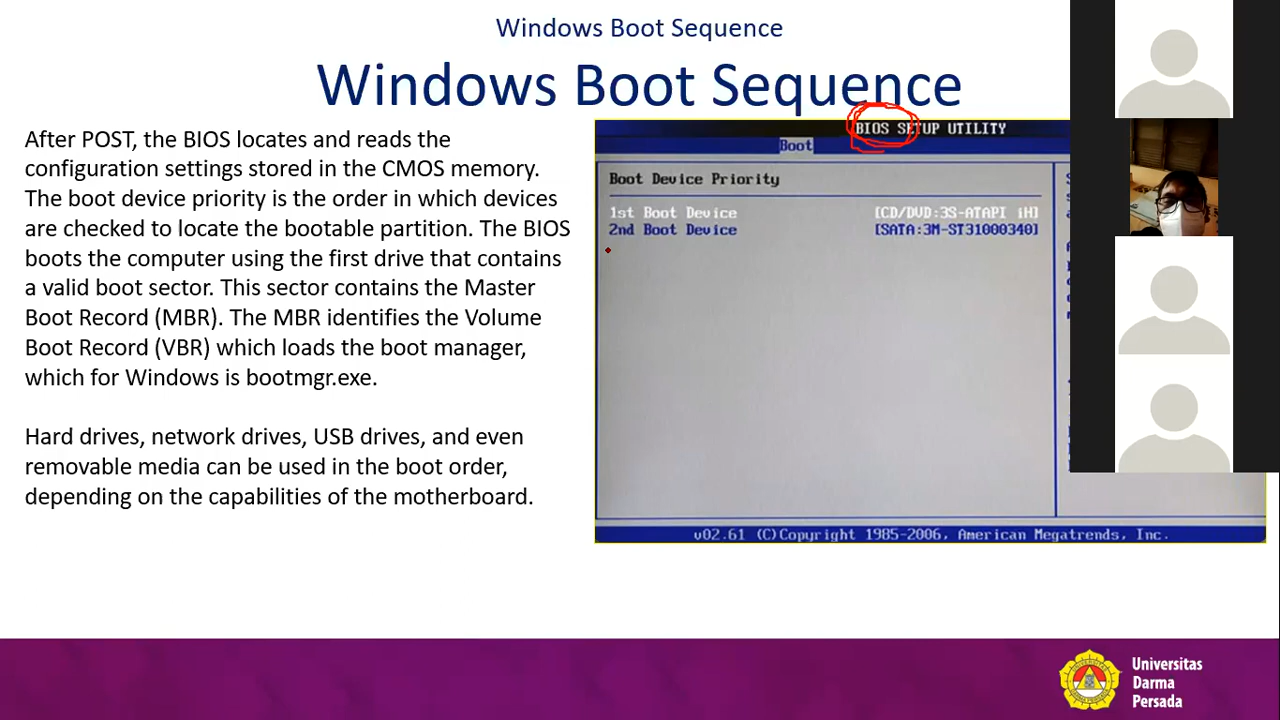 Windows Boot Sequence
Windows Boot Sequence
After POST, the BIOS locates and reads the
configuration settings stored in the CMOS memory.
The boot device priority is the order in which devices
are checked to locate the bootable partition. The BIOS
boots the computer using the first drive that contains
a valid boot sector. This sector contains the Master
Boot Record (MBR). The MBR identifies the Volume
Boot Record (VBR) which loads the boot manager,
which for Windows is bootmgr.exe.
Hard drives, network drives, USB drives, and even
removable media can be used in the boot order,
depending on the capabilities of the motherboard.
BIOS SETUP UTILITY
Boot
Boot Device Priority
1st Boot Device [CD/DVD:3S-ATAPI iH]
2nd Boot Device [SATA:3M-ST31000340]
v02.61 (C)Copyright 1985-2006, American Megatrends, Inc.
Universitas
Darma
Persada